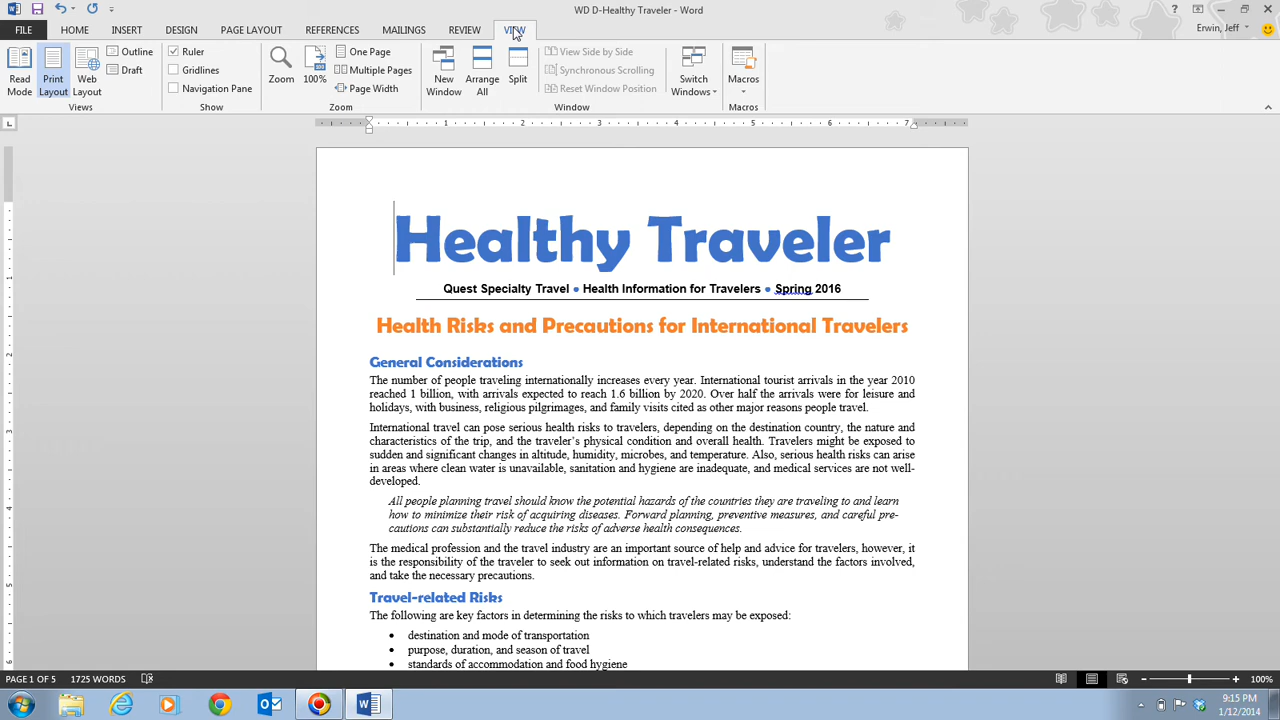 WD D-Healthy Traveler - Word
FILE HOME INSERT DESIGN PAGE LAYOUT REFERENCES MAILINGS REVIEW VIEW Erwin, Jeff
Read Mode
Print Layout
Web Layout
Outline
Draft
Views
Ruler
Gridlines
Navigation Pane
Show
Zoom
100%
One Page
Multiple Pages
Page Width
Zoom
New Window
Arrange All
Split
View Side by Side
Synchronous Scrolling
Reset Window Position
Window
Switch Windows
Macros
Macros
1 2 3 4 5 6 7
Healthy Traveler
Quest Specialty Travel ● Health Information for Travelers ● Spring 2016
Health Risks and Precautions for International Travelers
General Considerations
The number of people traveling internationally increases every year. International tourist arrivals in the year 2010
reached 1 billion, with arrivals expected to reach 1.6 billion by 2020. Over half the arrivals were for leisure and
holidays, with business, religious pilgrimages, and family visits cited as other major reasons people travel.
International travel can pose serious health risks to travelers, depending on the destination country, the nature and
characteristics of the trip, and the traveler's physical condition and overall health. Travelers might be exposed to
sudden and significant changes in altitude, humidity, microbes, and temperature. Also, serious health risks can arise
in areas where clean water is unavailable, sanitation and hygiene are inadequate, and medical services are not well-
developed.
All people planning travel should know the potential hazards of the countries they are traveling to and learn
how to minimize their risk of acquiring diseases. Forward planning, preventive measures, and careful pre-
cautions can substantially reduce the risks of adverse health consequences.
The medical profession and the travel industry are an important source of help and advice for travelers, however, it
is the responsibility of the traveler to seek out information on travel-related risks, understand the factors involved,
and take the necessary precautions.
Travel-related Risks
The following are key factors in determining the risks to which travelers may be exposed:
• destination and mode of transportation
• purpose, duration, and season of travel
• standards of accommodation and food hygiene
PAGE 1 OF 5 1725 WORDS 100%
9:15 PM
1/12/2014